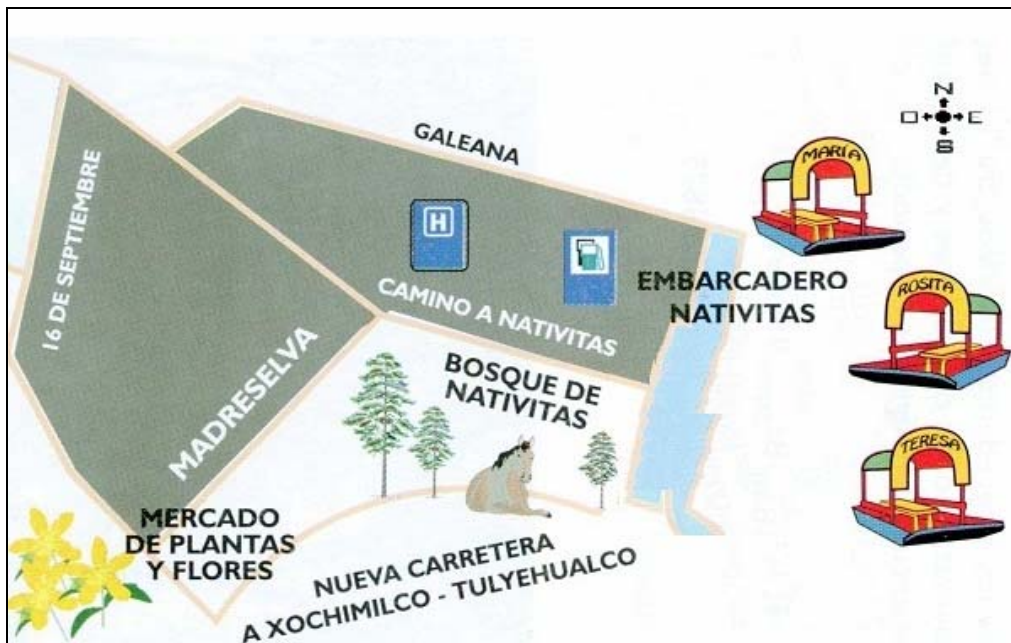 N
O E
S
MARIA
GALEANA
16 DE SEPTIEMBRE
H
EMBARCADERO
NATIVITAS
ROSITA
CAMINO A NATIVITAS
MADRESELVA
BOSQUE DE
NATIVITAS
TERESA
MERCADO
DE PLANTAS
Y FLORES
NUEVA CARRETERA
A XOCHIMILCO - TULYEHUALCO